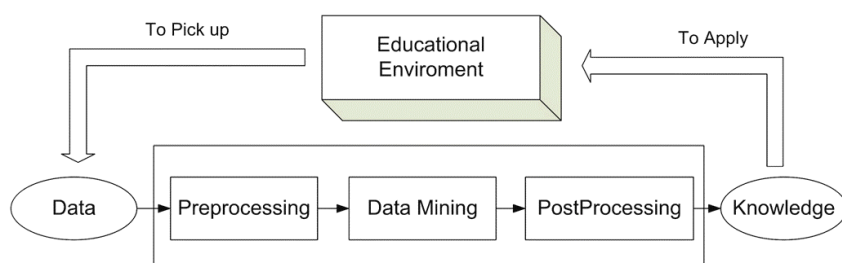 To Pick up
Educational
Enviroment
To Apply
Data
Preprocessing
Data Mining
PostProcessing
Knowledge